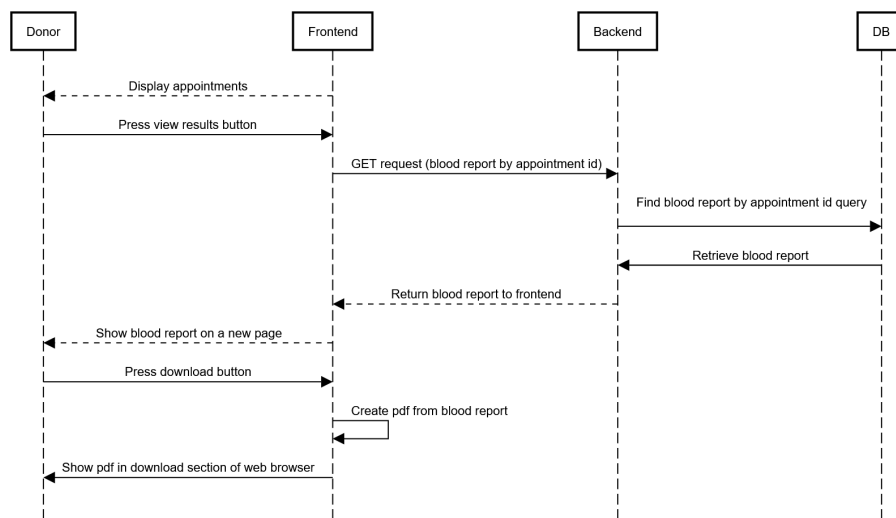 Donor
Frontend
Backend
DB
Display appointments
Press view results button
GET request (blood report by appointment id)
Find blood report by appointment id query
Retrieve blood report
Return blood report to frontend
Show blood report on a new page
Press download button
Create pdf from blood report
Show pdf in download section of web browser